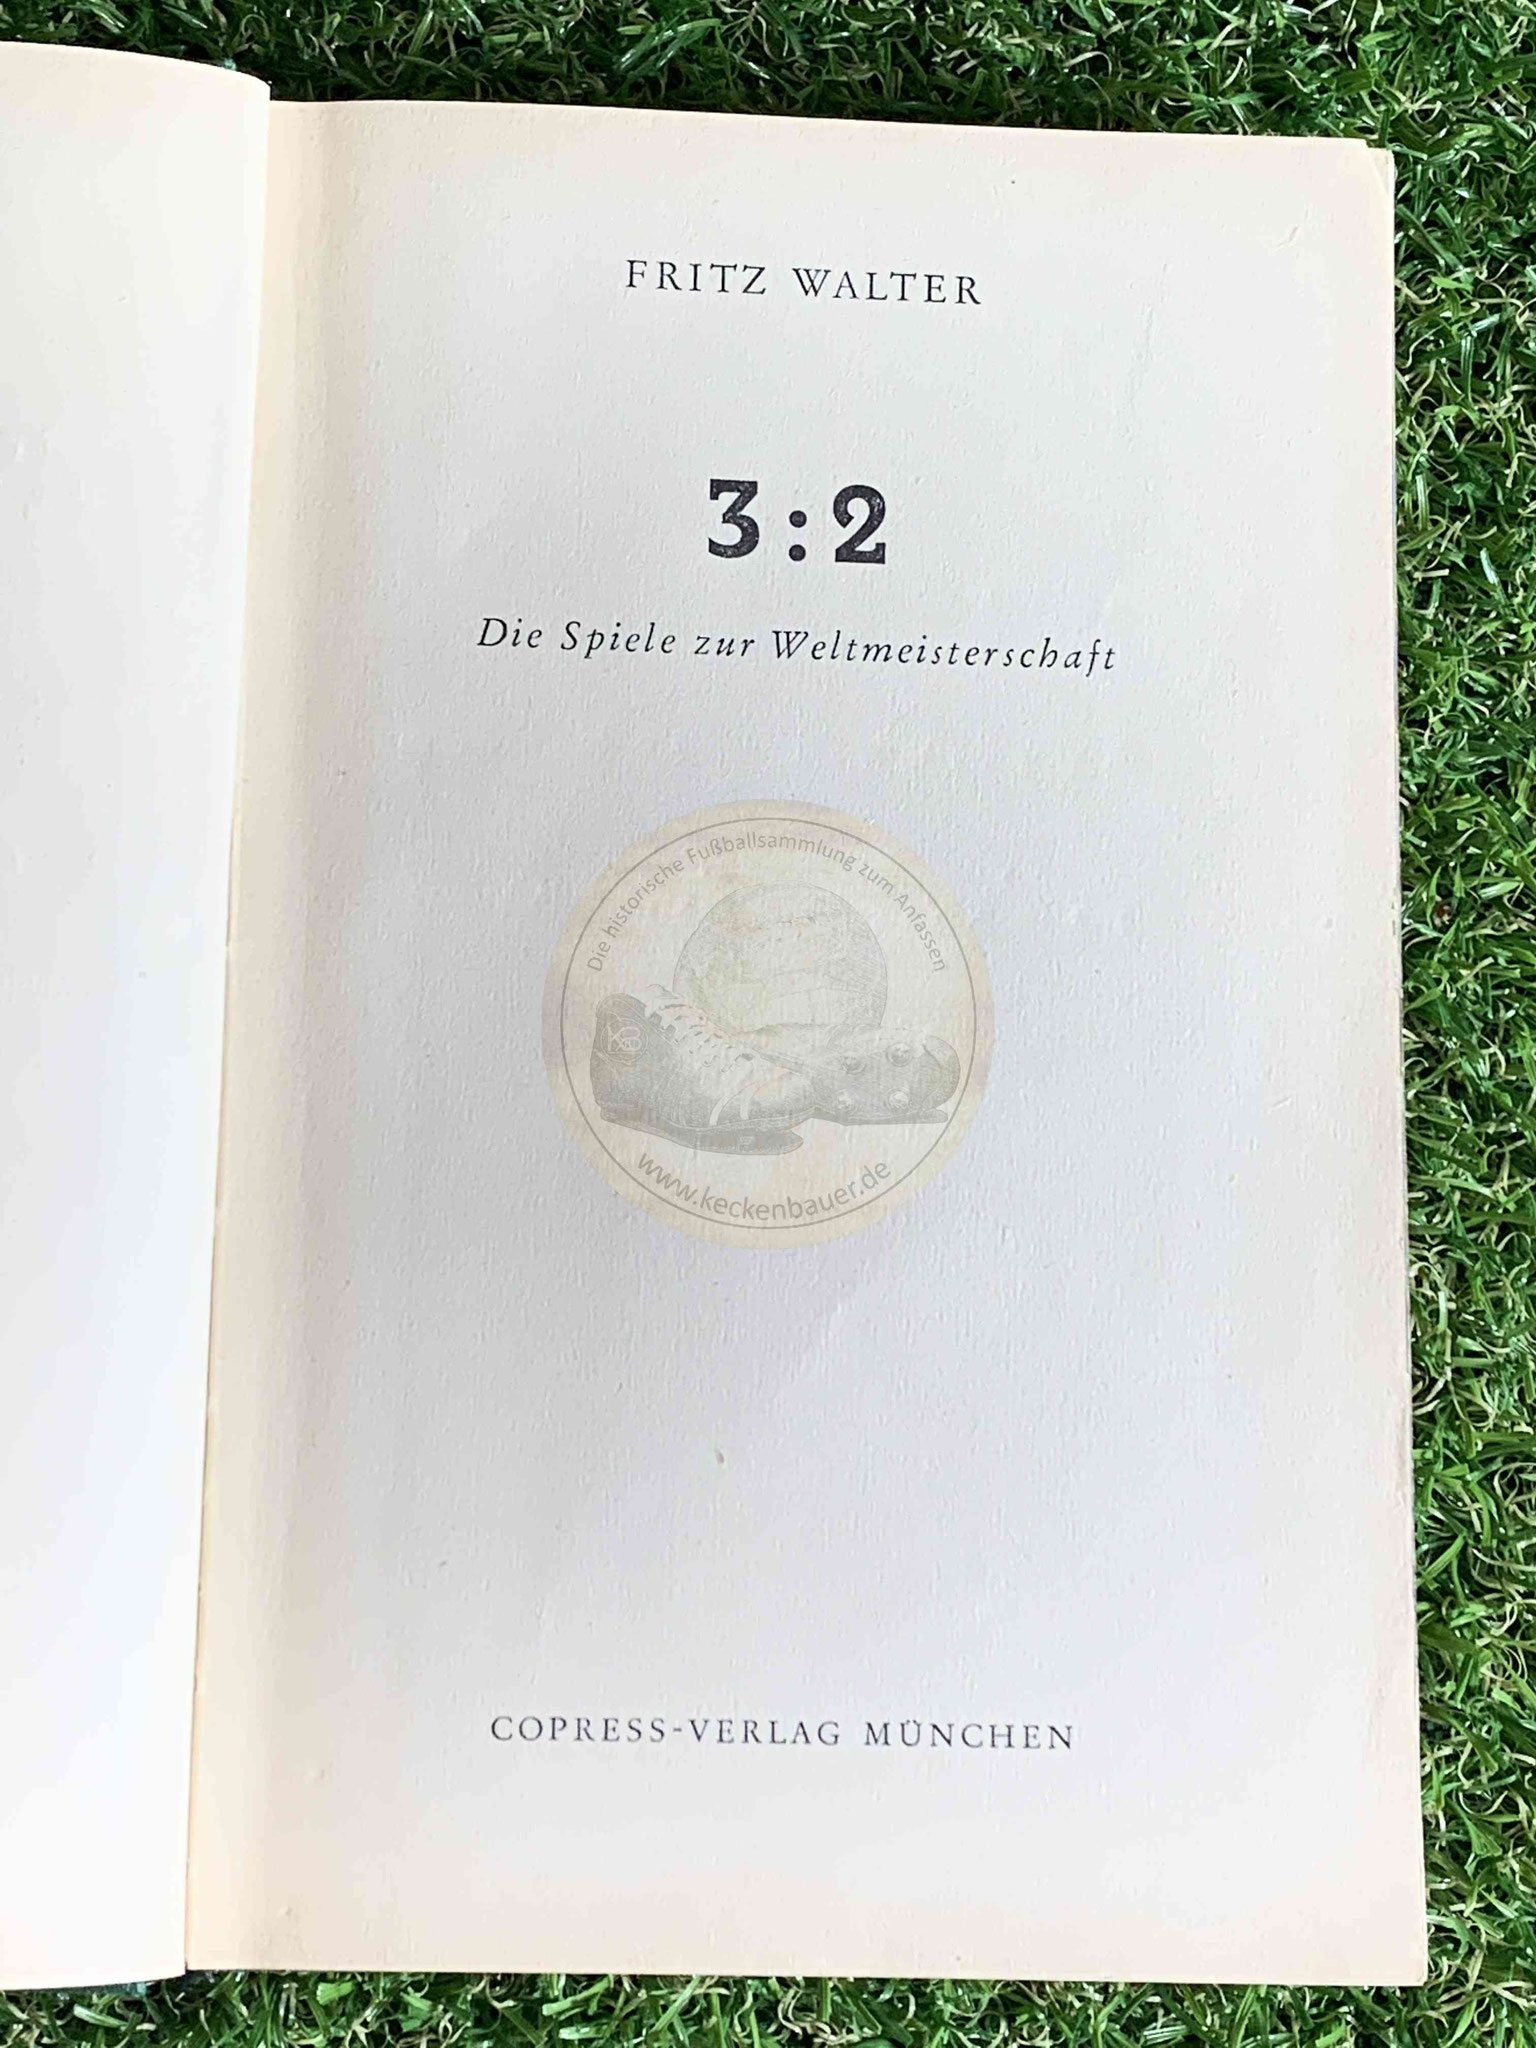 FRITZ WALTER
3:2
Die Spiele zur Weltmeisterschaft
Die historische Fußballsammlung zum Anfassen
www.keckenbauer.de
COPRESS-VERLAG MÜNCHEN